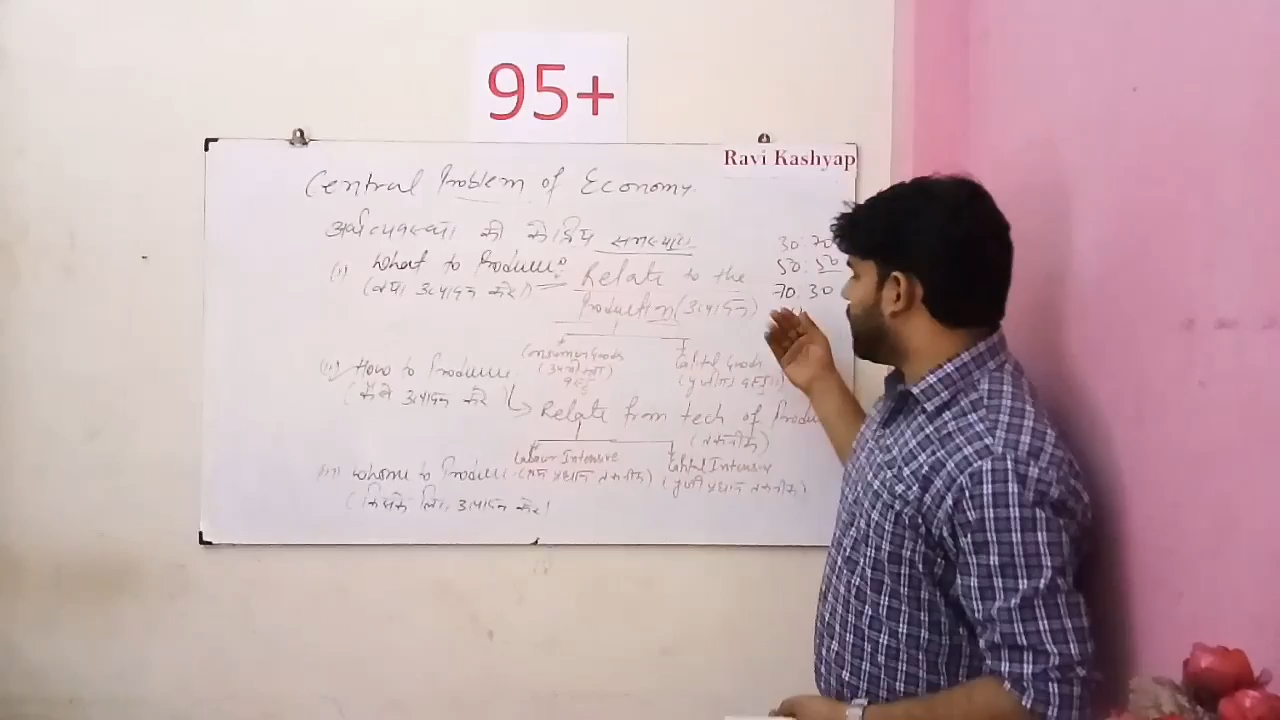 95+
Ravi Kashyap
Central Problem of Economy
अर्थव्यवस्था की केन्द्रिय समस्याएं
(i) What to Produce: Relate to the
(क्या उत्पादन करे।) Production (उत्पादन)
30:70
50:50
70:30
Consumer Goods Capital Goods
(ii) How to Produce
(कैसे उत्पादन करे Relate from tech of Produ
(तकनीक)
Labour Intensive Capital Intensive
(iii) Whome to Produce (श्रम प्रधान तकनीक) (पूंजी प्रधान तकनीक)
(किसके लिए उत्पादन करे।